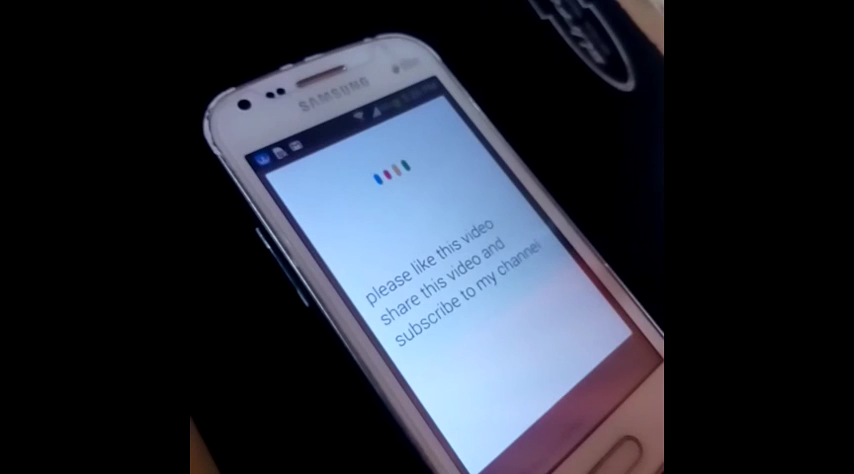 SAMSUNG
please like this video
share this video and
subscribe to my channel